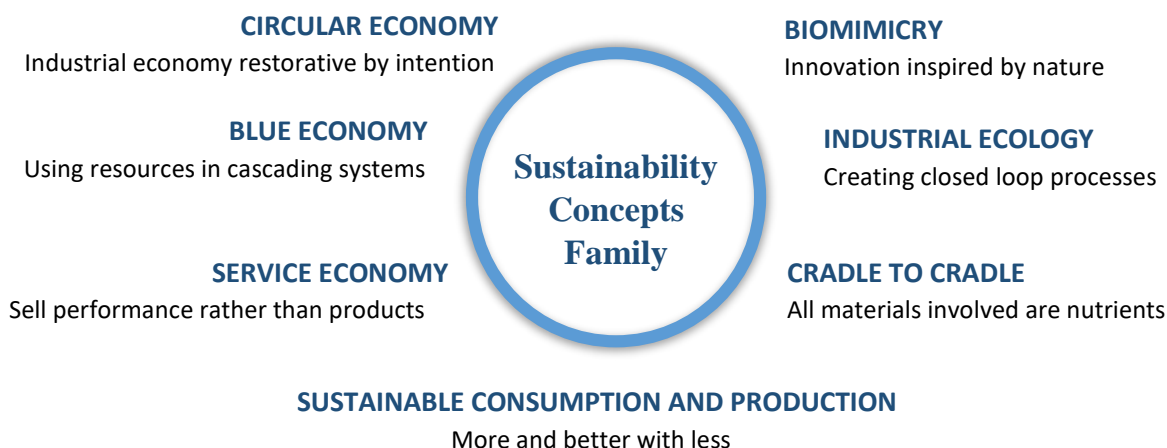 CIRCULAR ECONOMY
Industrial economy restorative by intention
BLUE ECONOMY
Using resources in cascading systems
SERVICE ECONOMY
Sell performance rather than products
Sustainability
Concepts
Family
BIOMIMICRY
Innovation inspired by nature
INDUSTRIAL ECOLOGY
Creating closed loop processes
CRADLE TO CRADLE
All materials involved are nutrients
SUSTAINABLE CONSUMPTION AND PRODUCTION
More and better with less